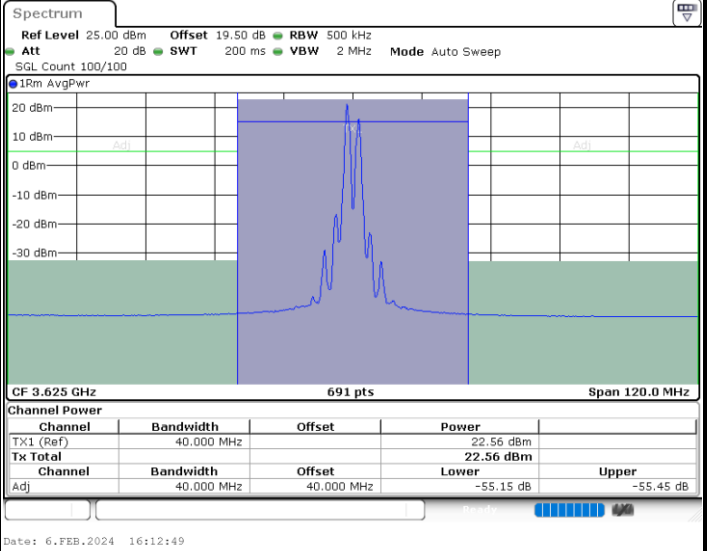 Spectrum
Ref Level 25.00 dBm Offset 19.50 dB RBW 500 kHz
Att 20 dB SWT 200 ms VBW 2 MHz Mode Auto Sweep
SGL Count 100/100
1Rm AvgPwr
20 dBm
10 dBm
Adj Adj
0 dBm
-10 dBm
-20 dBm
-30 dBm
CF 3.625 GHz 691 pts Span 120.0 MHz
Channel Power
Channel Bandwidth Offset Power
TX1 (Ref) 40.000 MHz 22.56 dBm
Tx Total 22.56 dBm
Channel Bandwidth Offset Lower Upper
Adj 40.000 MHz 40.000 MHz -55.15 dB -55.45 dB
Ready
Date: 6.FEB.2024 16:12:49